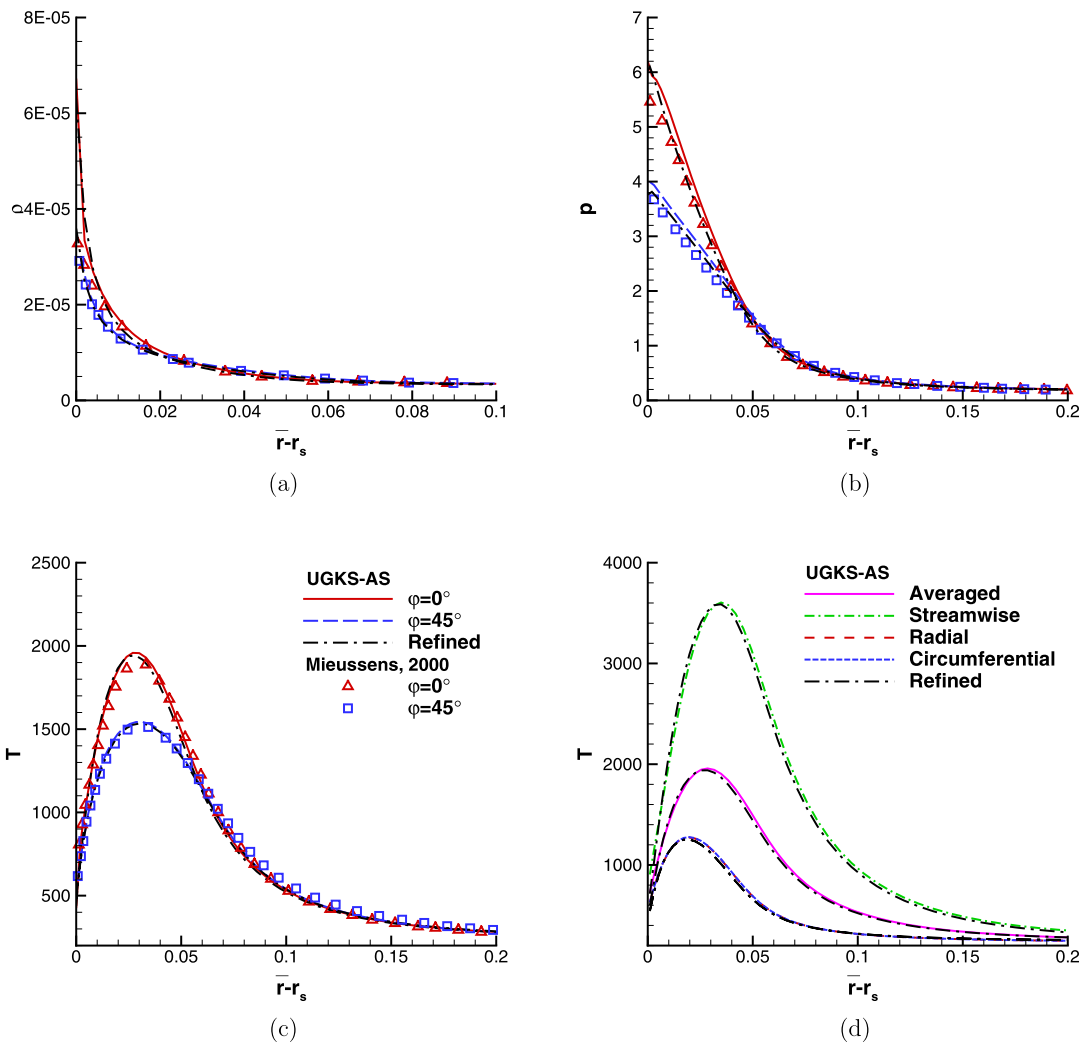 8E-05
6E-05
4E-05
2E-05
0
ρ
0 0.02 0.04 0.06 0.08 0.1
r̅-rₛ
(a)
7
6
5
4
3
2
1
0
p
0 0.05 0.1 0.15 0.2
r̅-rₛ
(b)
2500
2000
1500
1000
500
T
UGKS-AS
φ=0°
φ=45°
Refined
Mieussens, 2000
φ=0°
φ=45°
0 0.05 0.1 0.15 0.2
r̅-rₛ
(c)
4000
3000
2000
1000
T
UGKS-AS
Averaged
Streamwise
Radial
Circumferential
Refined
0 0.05 0.1 0.15 0.2
r̅-rₛ
(d)